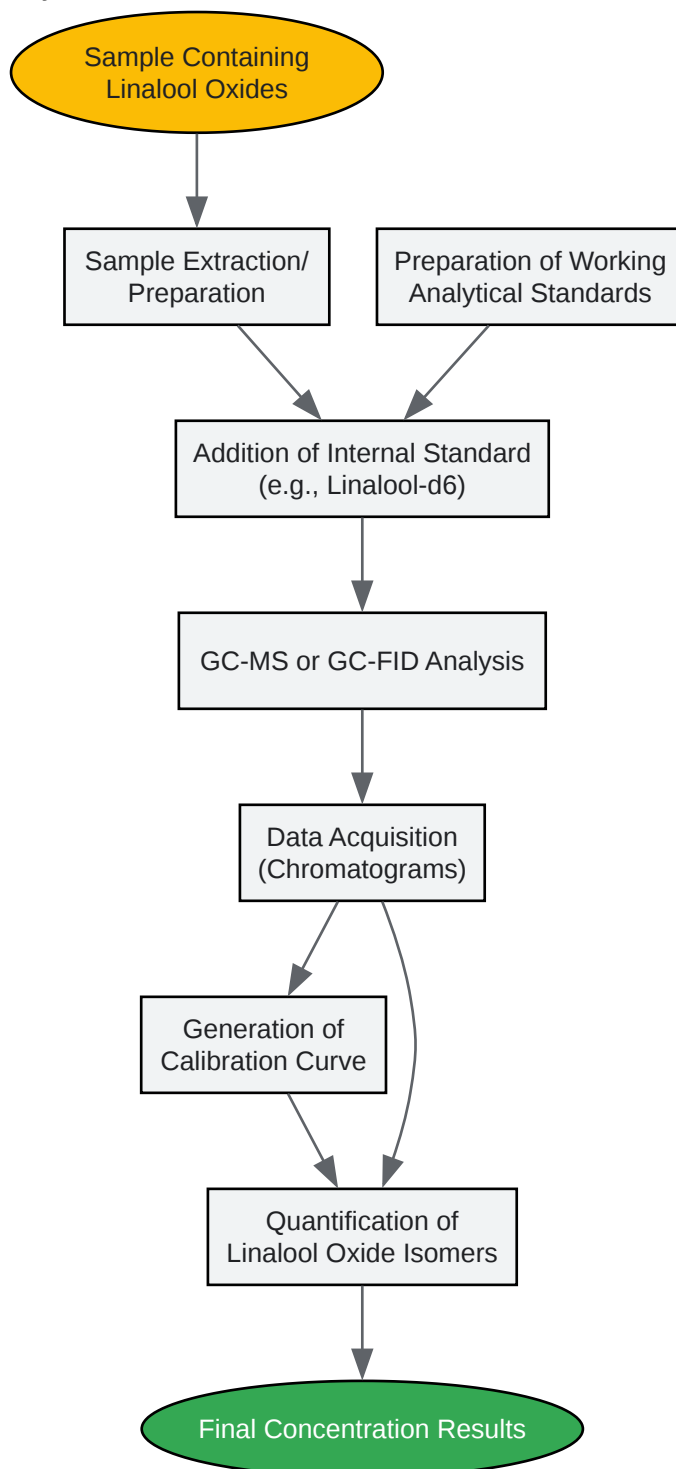 Sample Containing
Linalool Oxides
Sample Extraction/
Preparation
Preparation of Working
Analytical Standards
Addition of Internal Standard
(e.g., Linalool-d6)
GC-MS or GC-FID Analysis
Data Acquisition
(Chromatograms)
Generation of
Calibration Curve
Quantification of
Linalool Oxide Isomers
Final Concentration Results